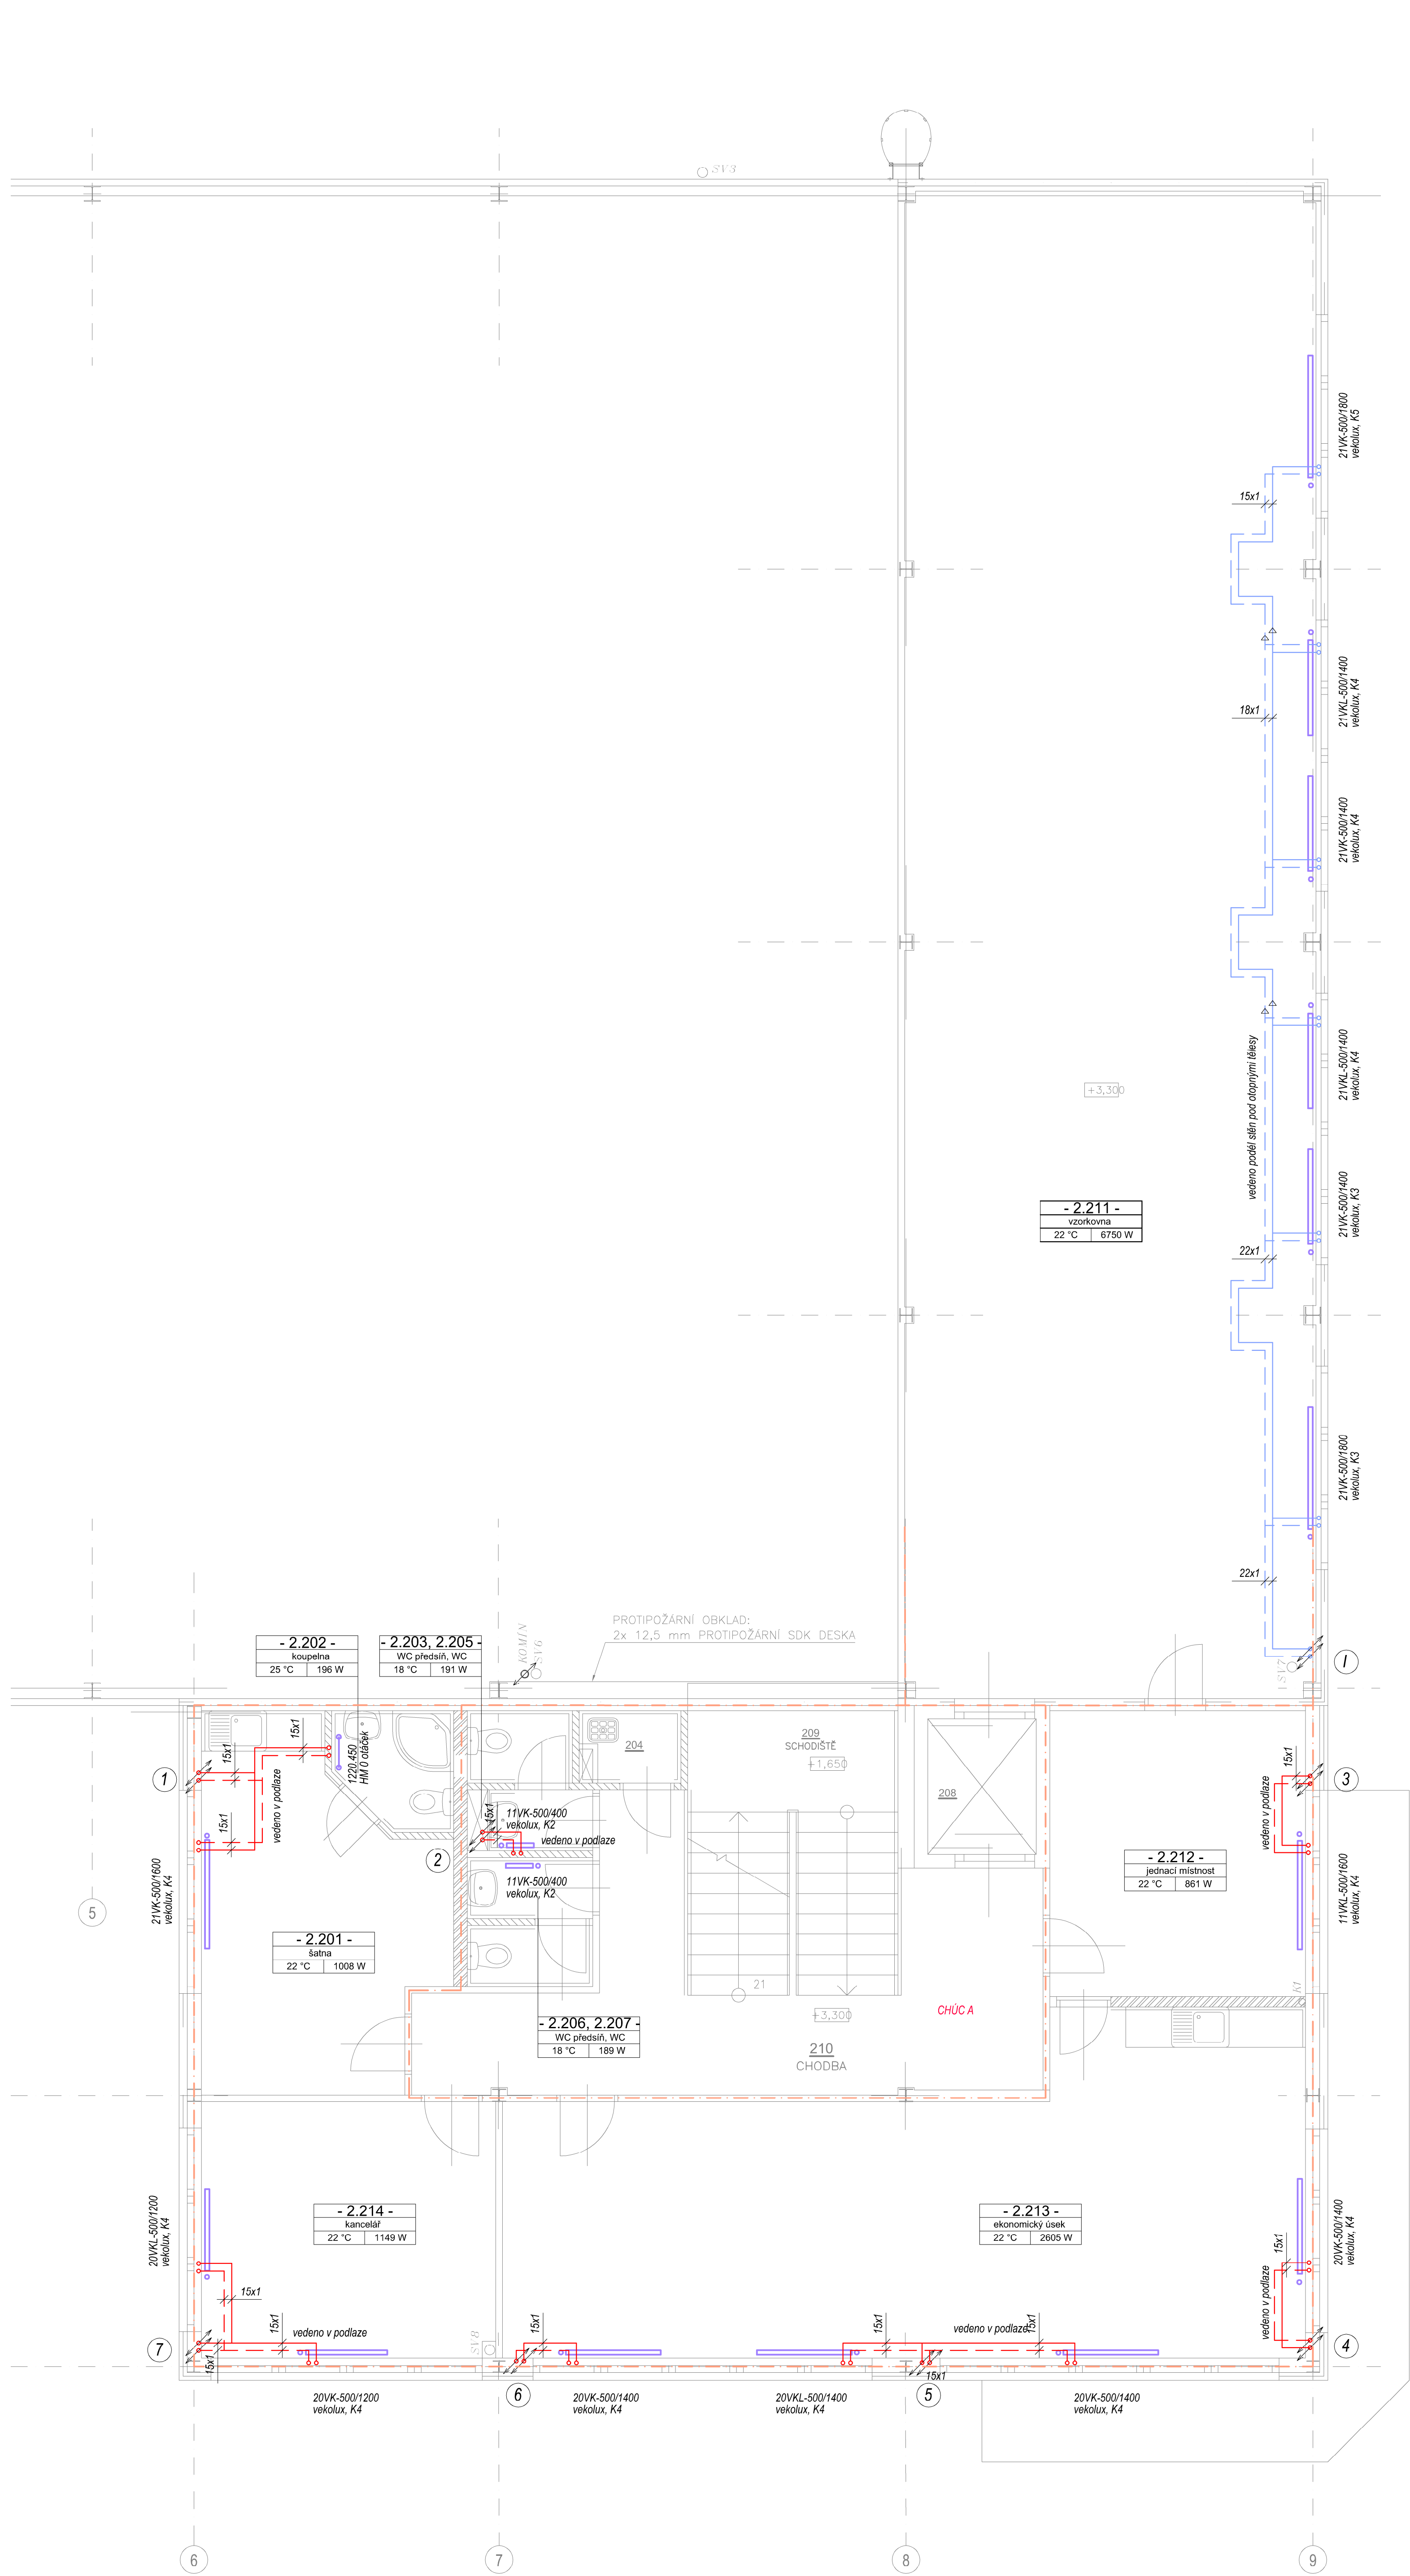 SV3
21VK-500/1800
vekolux, K5
15x1
21VKL-500/1400
vekolux, K4
18x1
21VK-500/1400
vekolux, K4
vedeno podél stěn pod otopnými tělesy
21VKL-500/1400
vekolux, K4
+3,300
21VK-500/1400
vekolux, K3
- 2.211 -
vzorkovna
22 °C
6750 W
22x1
21VK-500/1800
vekolux, K3
22x1
PROTIPOŽÁRNÍ OBKLAD:
2x 12,5 mm PROTIPOŽÁRNÍ SDK DESKA
KOMÍN
SV6
- 2.202 -
koupelna
25 °C
196 W
- 2.203, 2.205 -
WC předsíň, WC
18 °C
191 W
SV7
I
15x1
15x1
1220.450
HM 0 otáček
209
SCHODIŠTĚ
+1,650
204
208
1
vedeno v podlaze
15x1
15x1
11VK-500/400
vekolux, K2
vedeno v podlaze
2
15x1
3
vedeno v podlaze
21VK-500/1600
vekolux, K4
11VK-500/400
vekolux, K2
- 2.212 -
jednací místnost
22 °C
861 W
11VKL-500/1600
vekolux, K4
5
- 2.201 -
šatna
22 °C
1008 W
21
K1
CHÚC A
+3,300
- 2.206, 2.207 -
WC předsíň, WC
18 °C
189 W
210
CHODBA
20VKL-500/1200
vekolux, K4
- 2.214 -
kancelář
22 °C
1149 W
- 2.213 -
ekonomický úsek
22 °C
2605 W
20VK-500/1400
vekolux, K4
15x1
15x1
vedeno v podlaze
7
15x1
15x1
vedeno v podlaze
SV8
15x1
15x1
vedeno v podlaze
15x1
4
6
15x1
5
20VK-500/1200
vekolux, K4
20VK-500/1400
vekolux, K4
20VKL-500/1400
vekolux, K4
20VK-500/1400
vekolux, K4
6
7
8
9